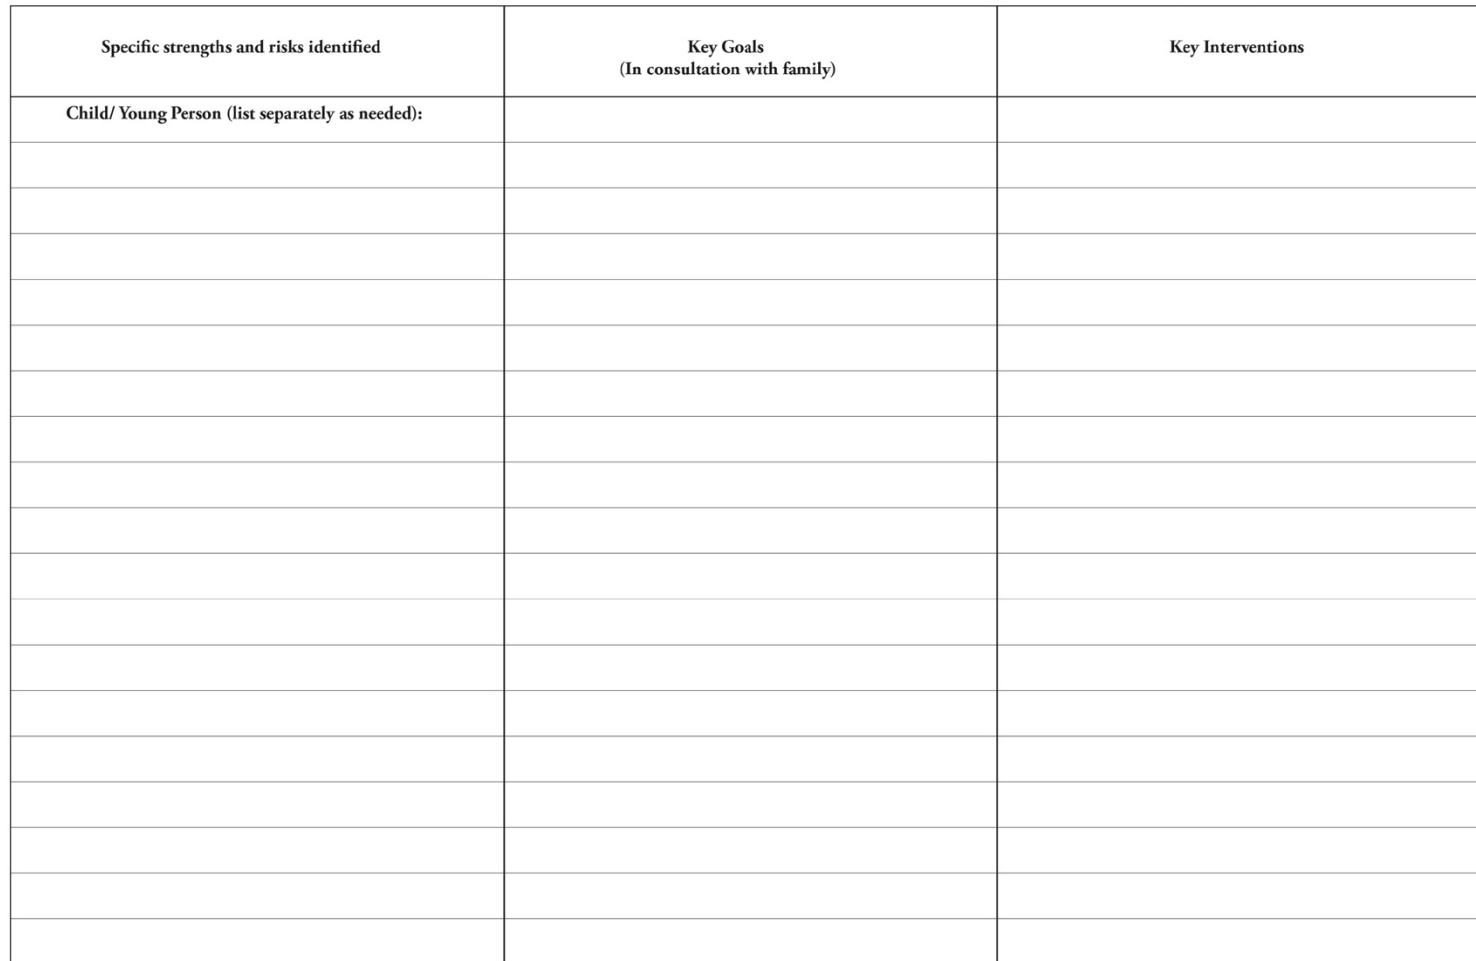 Specific strengths and risks identified
Key Goals
(In consultation with family)
Key Interventions
Child/ Young Person (list separately as needed):